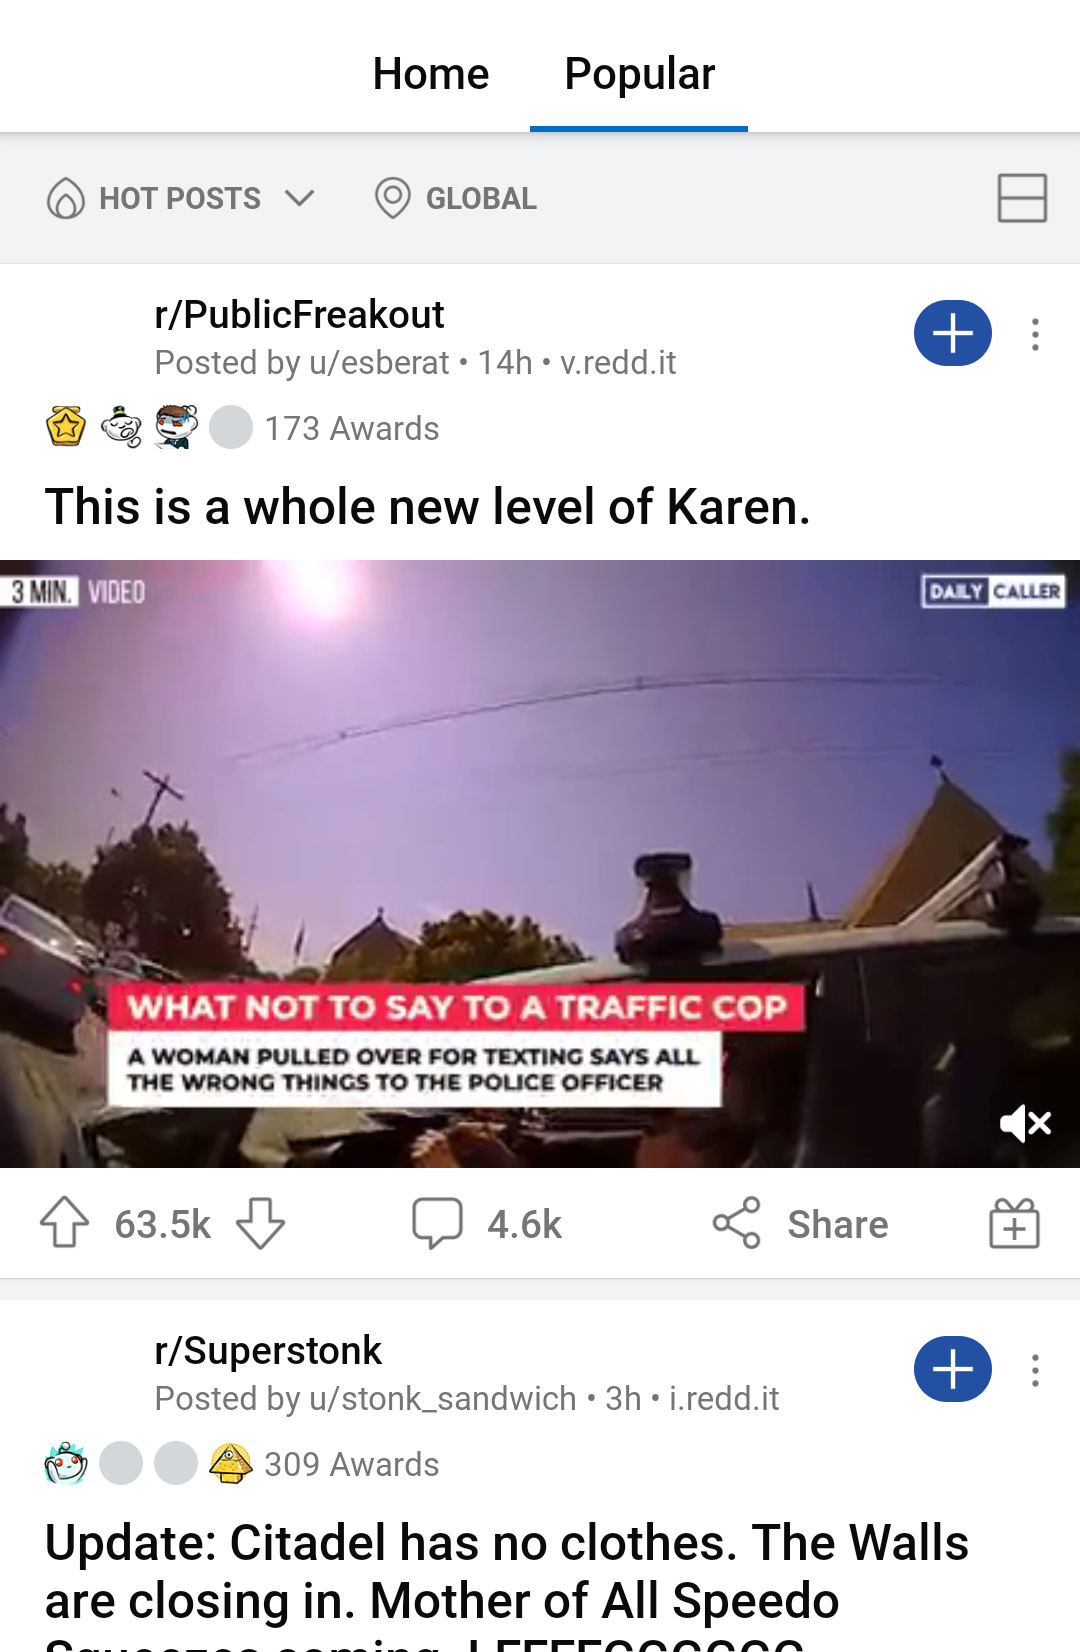 Home Popular
HOT POSTS GLOBAL
r/PublicFreakout
Posted by u/esberat • 14h • v.redd.it
173 Awards
This is a whole new level of Karen.
3 MIN. VIDEO
DAILY CALLER
WHAT NOT TO SAY TO A TRAFFIC COP
A WOMAN PULLED OVER FOR TEXTING SAYS ALL
THE WRONG THINGS TO THE POLICE OFFICER
63.5k 4.6k Share
r/Superstonk
Posted by u/stonk_sandwich • 3h • i.redd.it
309 Awards
Update: Citadel has no clothes. The Walls
are closing in. Mother of All Speedo